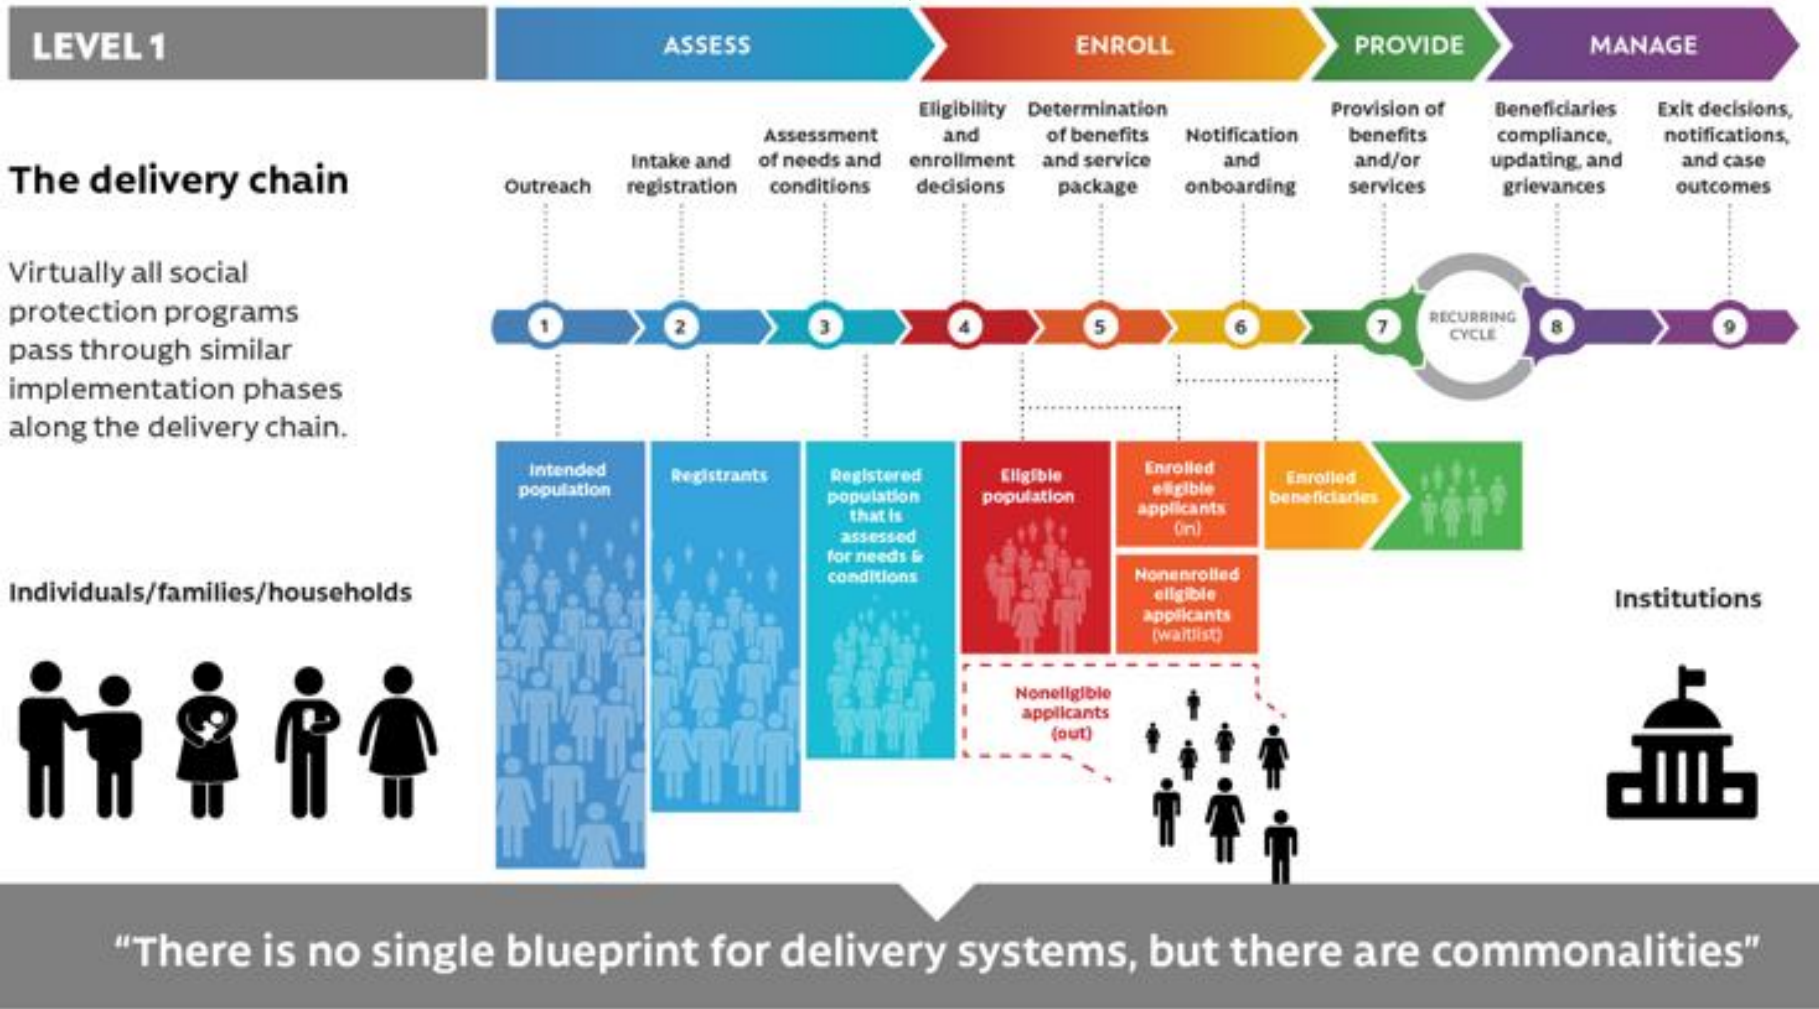 LEVEL 1
ASSESS
ENROLL
PROVIDE
MANAGE
The delivery chain
Virtually all social
protection programs
pass through similar
implementation phases
along the delivery chain.
Outreach
Intake and
registration
Assessment
of needs and
conditions
Eligibility
and
enrollment
decisions
Determination
of benefits
and service
package
Notification
and
onboarding
Provision of
benefits
and/or
services
Beneficiaries
compliance,
updating, and
grievances
Exit decisions,
notifications,
and case
outcomes
1
2
3
4
5
6
7
RECURRING
CYCLE
8
9
Intended
population
Registrants
Registered
population
that is
assessed
for needs &
conditions
Eligible
population
Enrolled
eligible
applicants
(in)
Enrolled
beneficiaries
Nonenrolled
eligible
applicants
(waitlist)
Noneligible
applicants
(out)
Individuals/families/households
Institutions
“There is no single blueprint for delivery systems, but there are commonalities”